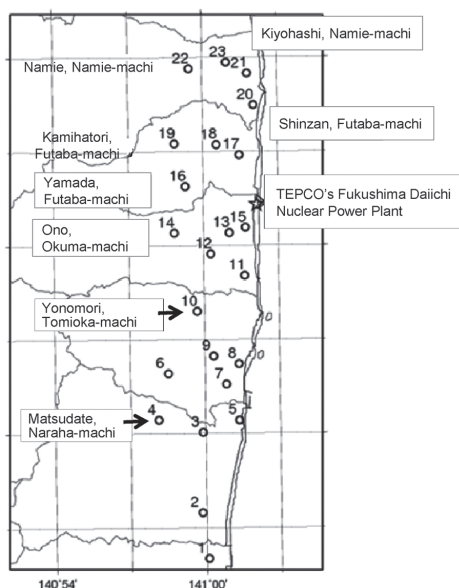 Kiyohashi, Namie-machi
Namie, Namie-machi
22
23
21
20
Shinzan, Futaba-machi
Kamihatori,
Futaba-machi
19
18
17
Yamada,
Futaba-machi
16
TEPCO's Fukushima Daiichi
Nuclear Power Plant
Ono,
Okuma-machi
14
13
15
12
11
Yonomori,
Tomioka-machi
10
9
8
6
7
Matsudate,
Naraha-machi
4
3
5
2
1
140˚54'
141˚00'